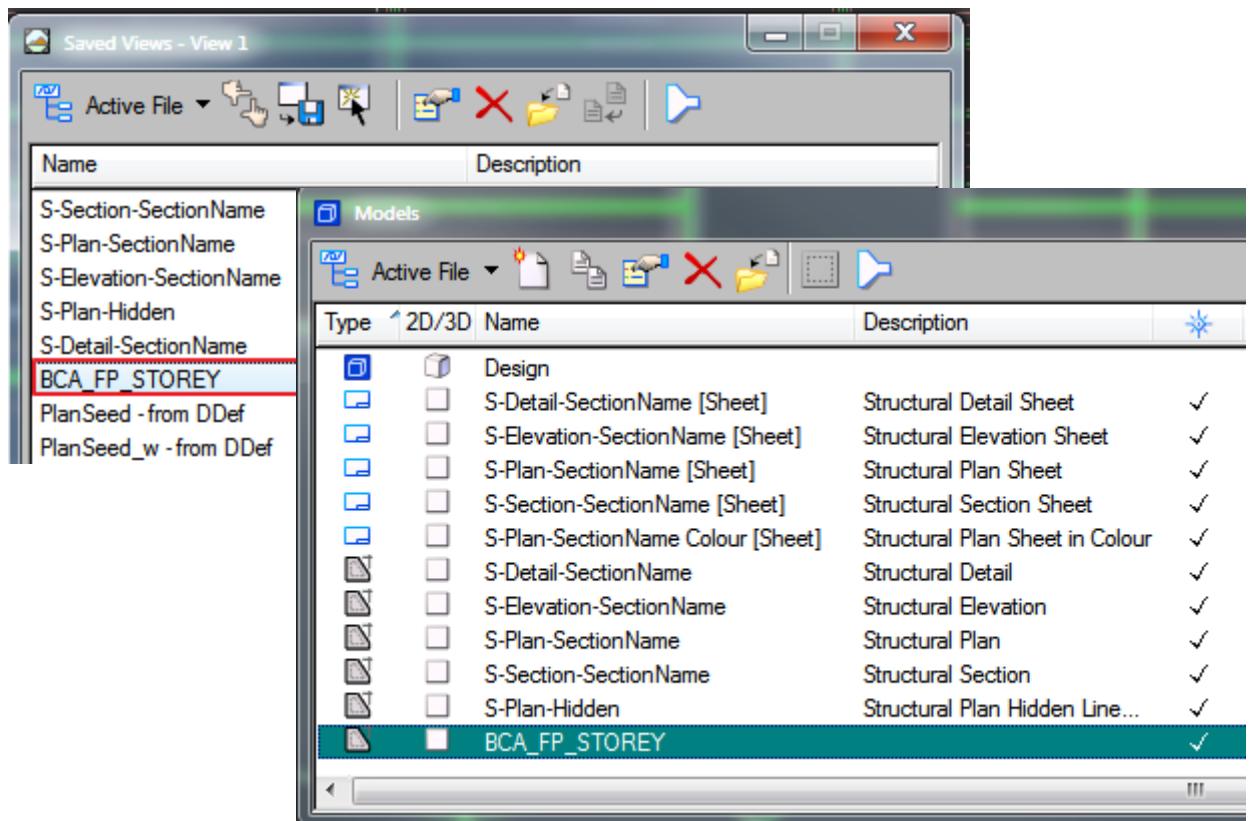 Saved Views - View 1
Active File
Name Description
S-Section-SectionName
S-Plan-SectionName
S-Elevation-SectionName
S-Plan-Hidden
S-Detail-SectionName
BCA_FP_STOREY
PlanSeed - from DDef
PlanSeed_w - from DDef
Models
Active File
Type 2D/3D Name Description
Design
S-Detail-SectionName [Sheet] Structural Detail Sheet
S-Elevation-SectionName [Sheet] Structural Elevation Sheet
S-Plan-SectionName [Sheet] Structural Plan Sheet
S-Section-SectionName [Sheet] Structural Section Sheet
S-Plan-SectionName Colour [Sheet] Structural Plan Sheet in Colour
S-Detail-SectionName Structural Detail
S-Elevation-SectionName Structural Elevation
S-Plan-SectionName Structural Plan
S-Section-SectionName Structural Section
S-Plan-Hidden Structural Plan Hidden Line...
BCA_FP_STOREY